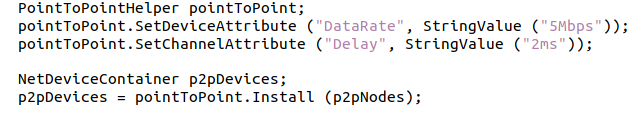 PointToPointHelper pointToPoint;
pointToPoint.SetDeviceAttribute ("DataRate", StringValue ("5Mbps"));
pointToPoint.SetChannelAttribute ("Delay", StringValue ("2ms"));
NetDeviceContainer p2pDevices;
p2pDevices = pointToPoint.Install (p2pNodes);